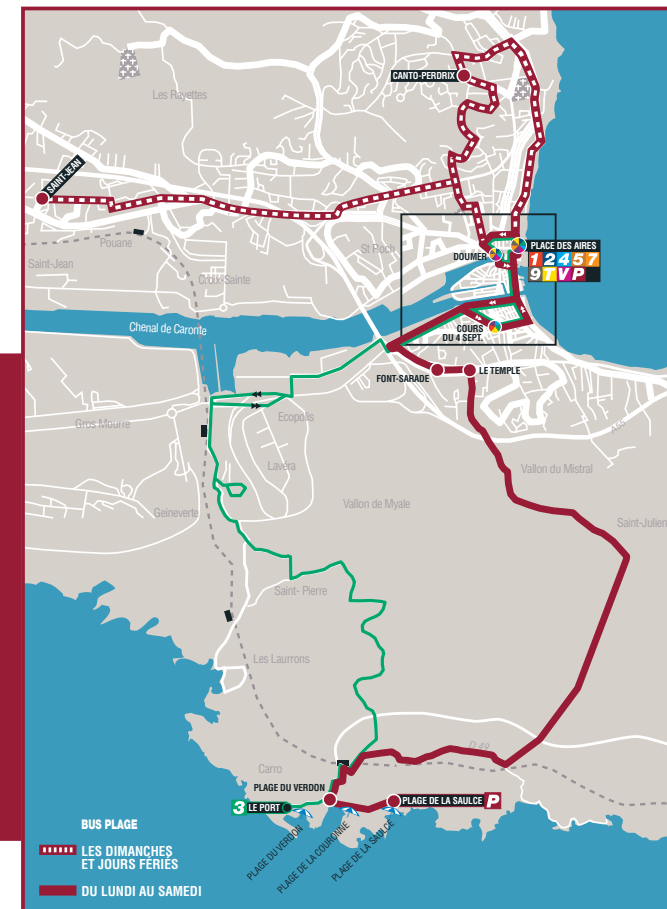 CANTO-PERDRIX
Les Rayettes
SAINT-JEAN
Pouane
Saint-Jean
St Roch
DOUMER
PLACE DES AIRES
1 2 4 5 7
9 T V P
Croix-Sainte
Chenal de Caronte
COURS
DU 4 SEPT.
FONT-SARADE
LE TEMPLE
Ecopolis
Gros Mourre
Lavéra
Vallon du Mistral
Vallon de Myale
Geineverte
Saint-Julien
Saint- Pierre
Les Laurrons
D 49
Carro
PLAGE DU VERDON
3 LE PORT
PLAGE DE LA SAULCE P
PLAGE DU VERDON
PLAGE DE LA COURONNE
PLAGE DE LA SAULCE
BUS PLAGE
LES DIMANCHES
ET JOURS FÉRIÉS
DU LUNDI AU SAMEDI